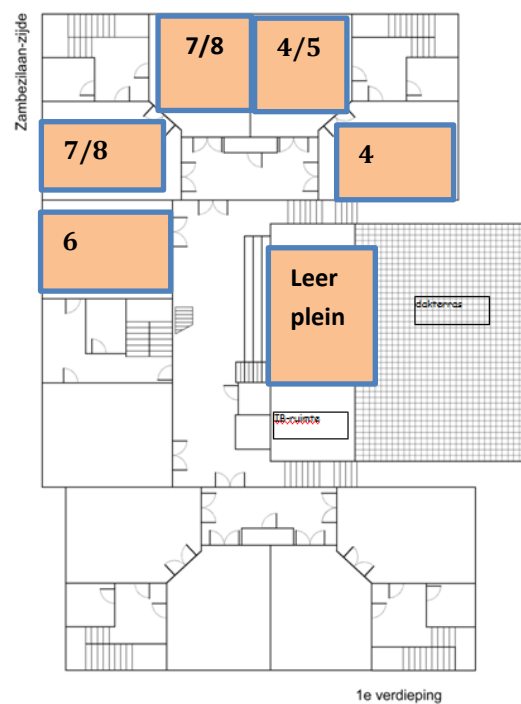 Zambezilaan-zijde
7/8
4/5
7/8
4
6
Leer
plein
dakterras
IB-ruimte
1e verdieping